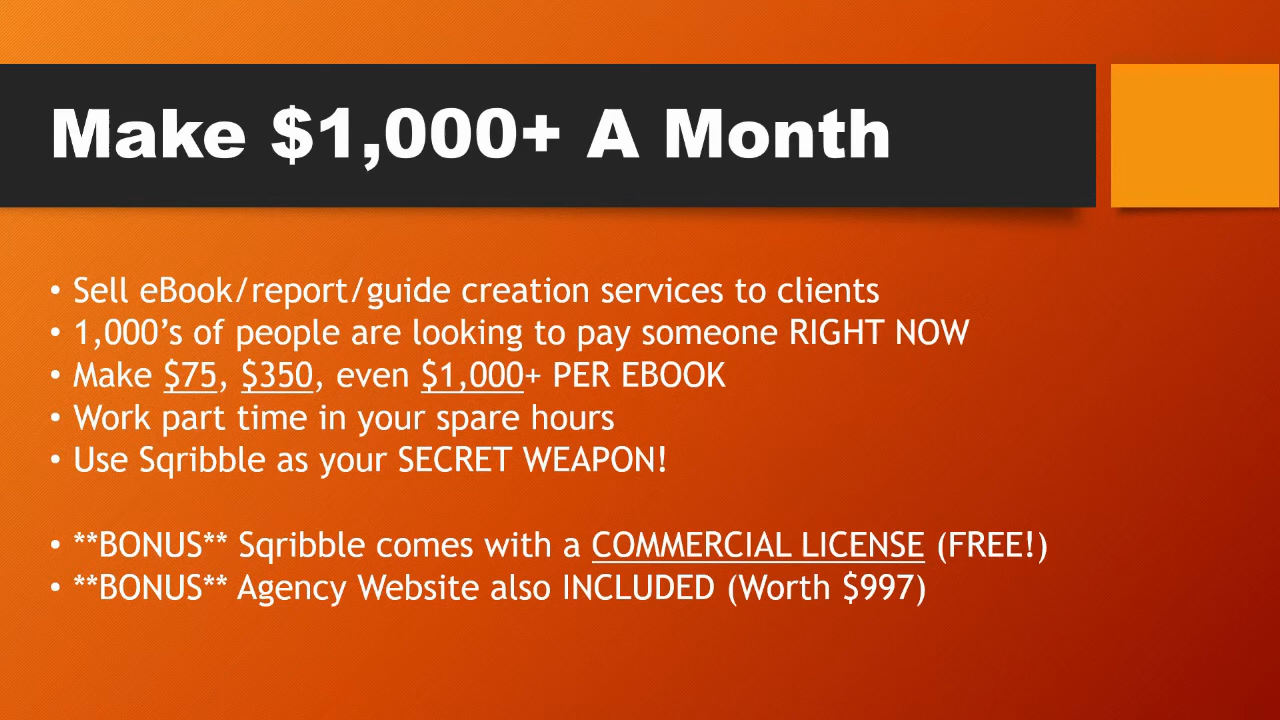 Make $1,000+ A Month
• Sell eBook/report/guide creation services to clients
• 1,000’s of people are looking to pay someone RIGHT NOW
• Make $75, $350, even $1,000+ PER EBOOK
• Work part time in your spare hours
• Use Sqribble as your SECRET WEAPON!
• **BONUS** Sqribble comes with a COMMERCIAL LICENSE (FREE!)
• **BONUS** Agency Website also INCLUDED (Worth $997)